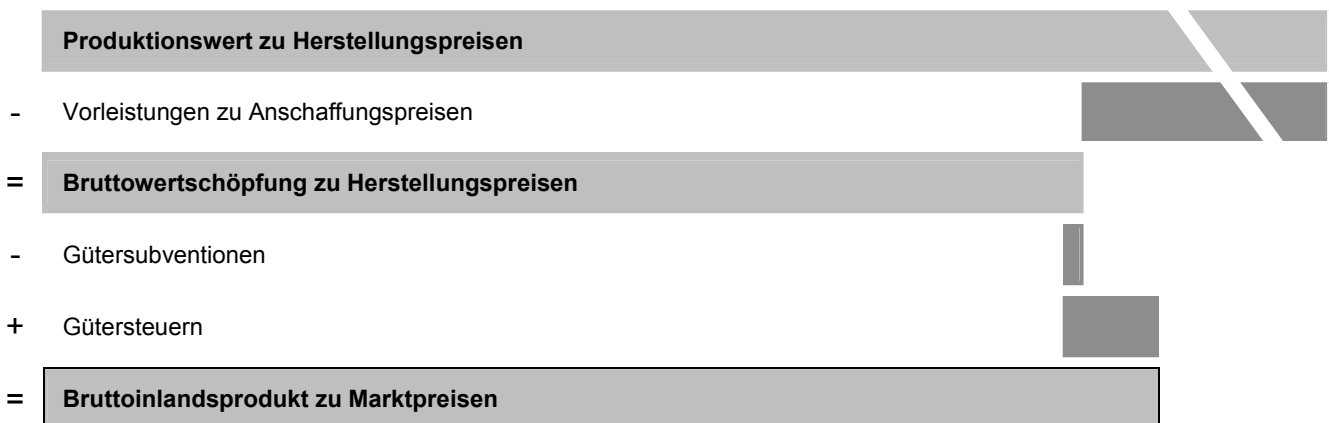 Produktionswert zu Herstellungspreisen
- Vorleistungen zu Anschaffungspreisen
= Bruttowertschöpfung zu Herstellungspreisen
- Gütersubventionen
+ Gütersteuern
= Bruttoinlandsprodukt zu Marktpreisen